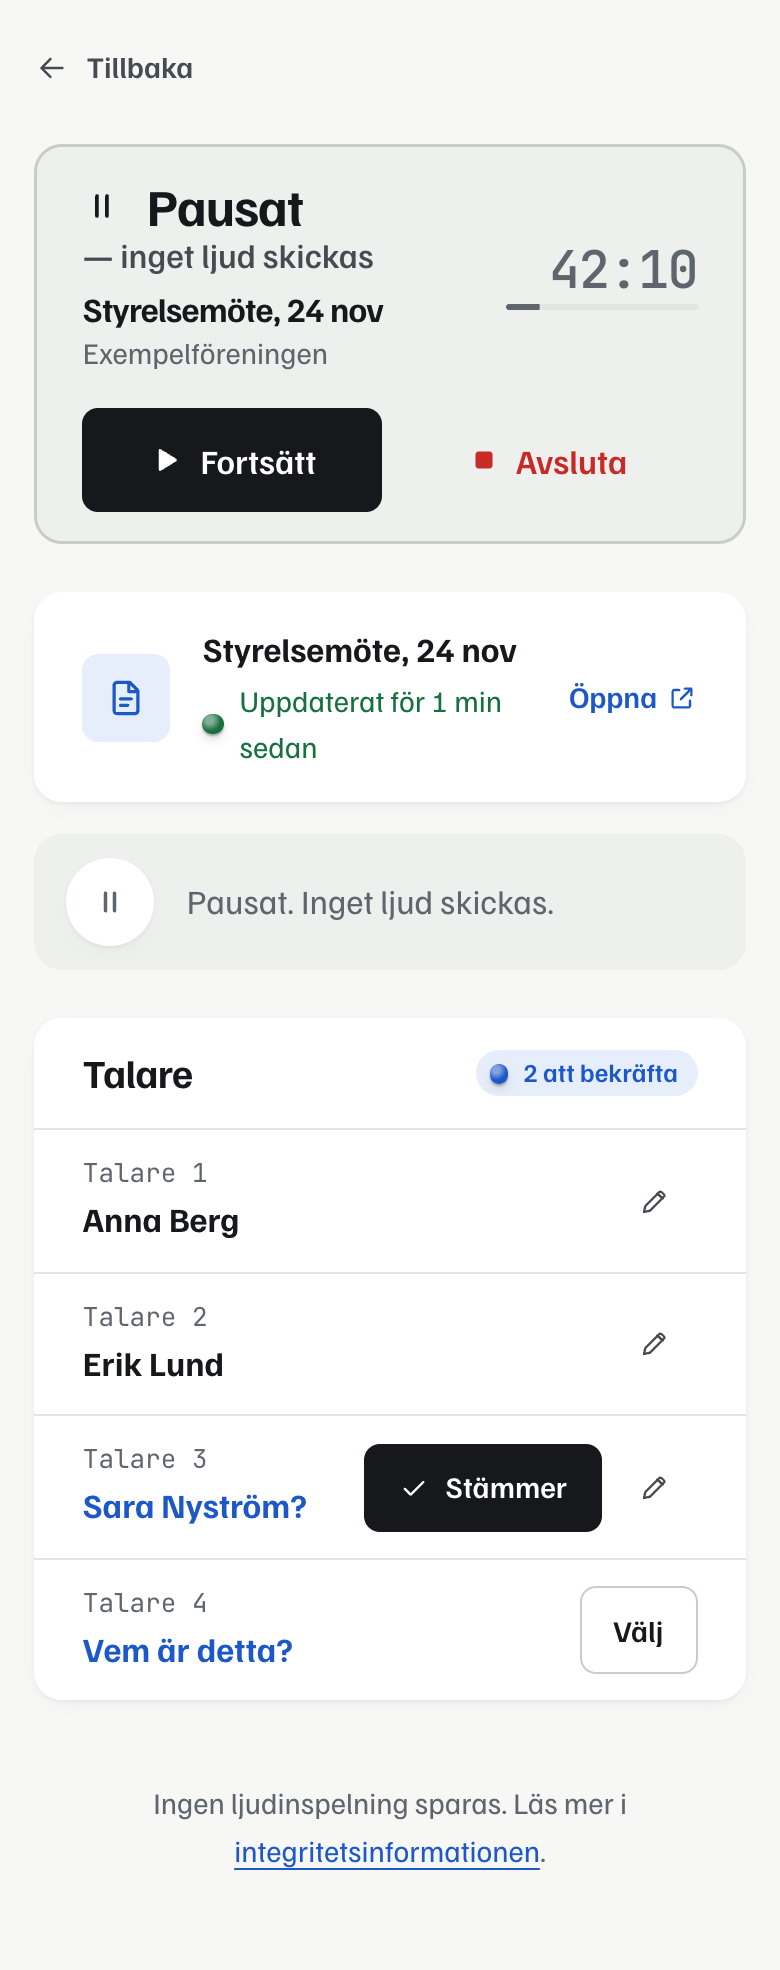 Tillbaka
Pausat
— inget ljud skickas
42:10
Styrelsemöte, 24 nov
Exempelföreningen
Fortsätt
Avsluta
Styrelsemöte, 24 nov
Uppdaterat för 1 min
sedan
Öppna
Pausat. Inget ljud skickas.
Talare
2 att bekräfta
Talare 1
Anna Berg
Talare 2
Erik Lund
Talare 3
Sara Nyström?
Stämmer
Talare 4
Vem är detta?
Välj
Ingen ljudinspelning sparas. Läs mer i
integritetsinformationen.